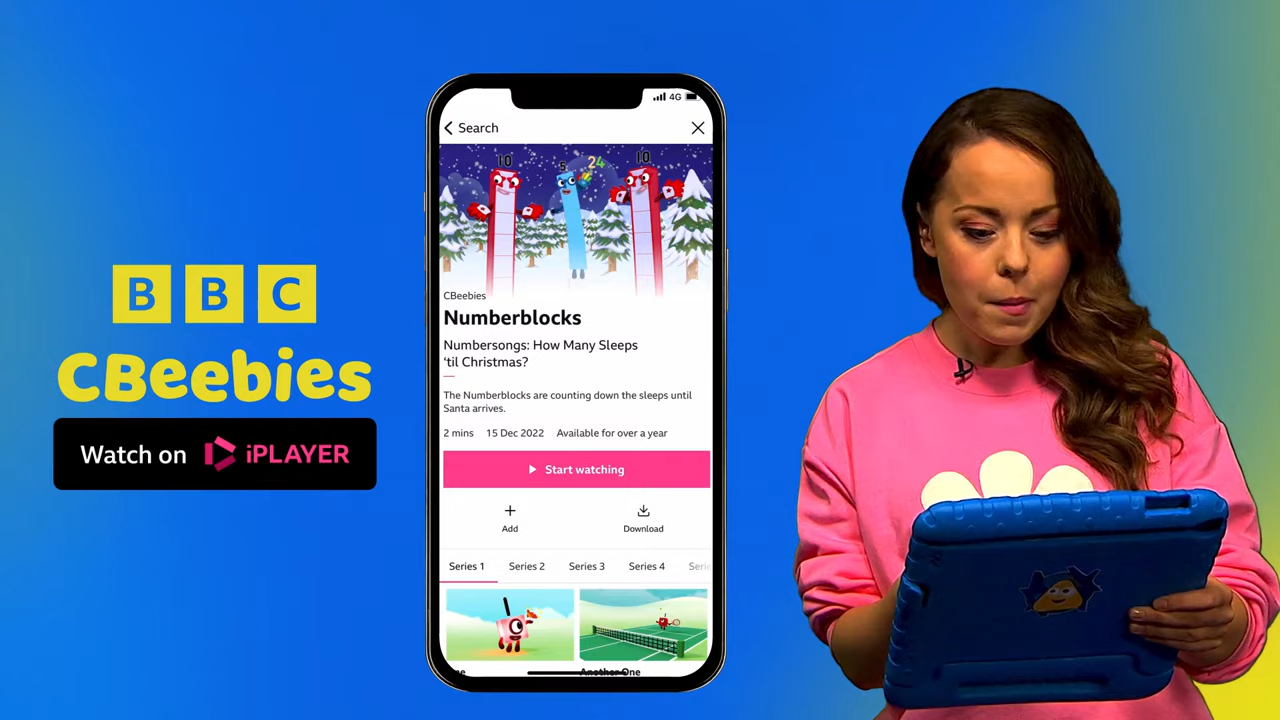 BBC
CBeebies
Watch on iPLAYER
4G
Search
10
5
24
10
CBeebies
Numberblocks
Numbersongs: How Many Sleeps
'til Christmas?
The Numberblocks are counting down the sleeps until
Santa arrives.
2 mins 15 Dec 2022 Available for over a year
Start watching
Add Download
Series 1 Series 2 Series 3 Series 4
Another One